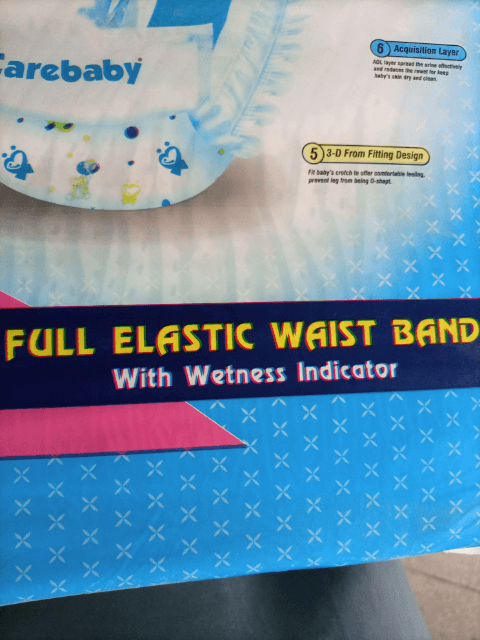 Carebaby
6 Acquisition Layer
ADL layer spread the urine effectively
and reduces the rewet for keep
baby's skin dry and clean.
5 3-D From Fitting Design
Fit baby's crotch to offer comfortable feeling,
prevent leg from being O-shapt.
FULL ELASTIC WAIST BAND
With Wetness Indicator